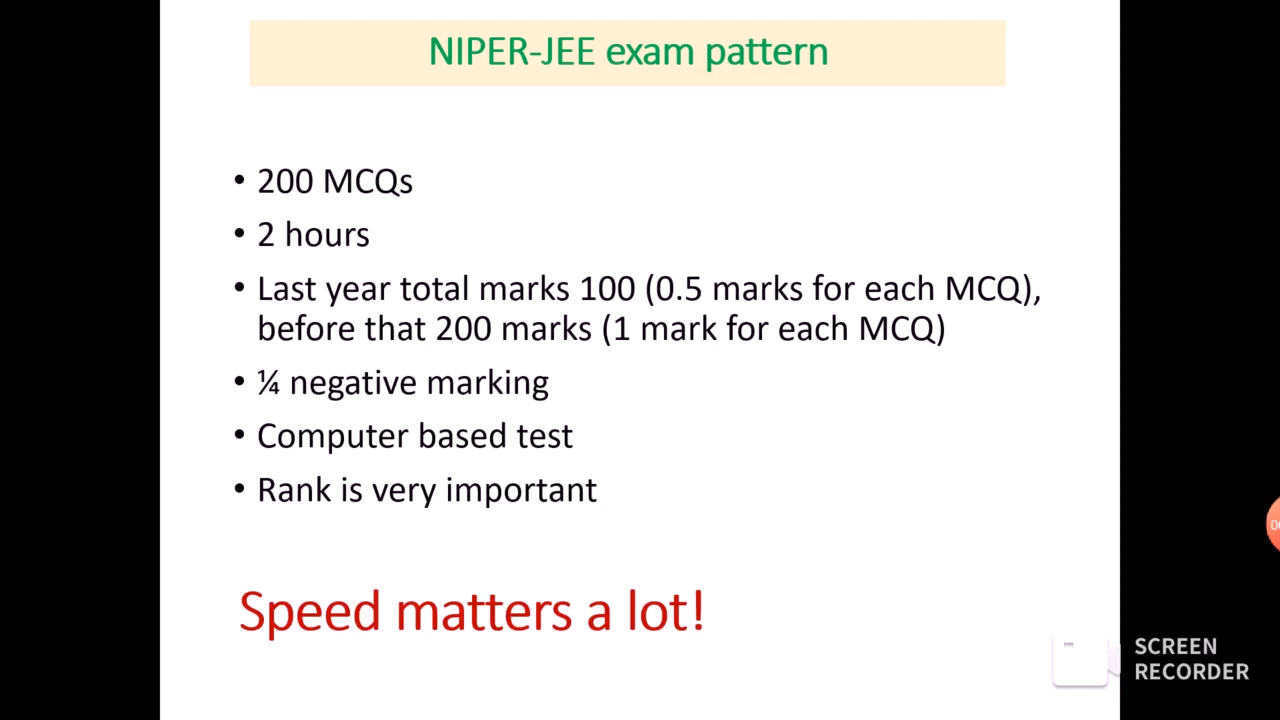 NIPER-JEE exam pattern
• 200 MCQs
• 2 hours
• Last year total marks 100 (0.5 marks for each MCQ),
before that 200 marks (1 mark for each MCQ)
• ¼ negative marking
• Computer based test
• Rank is very important
Speed matters a lot!
SCREEN
RECORDER